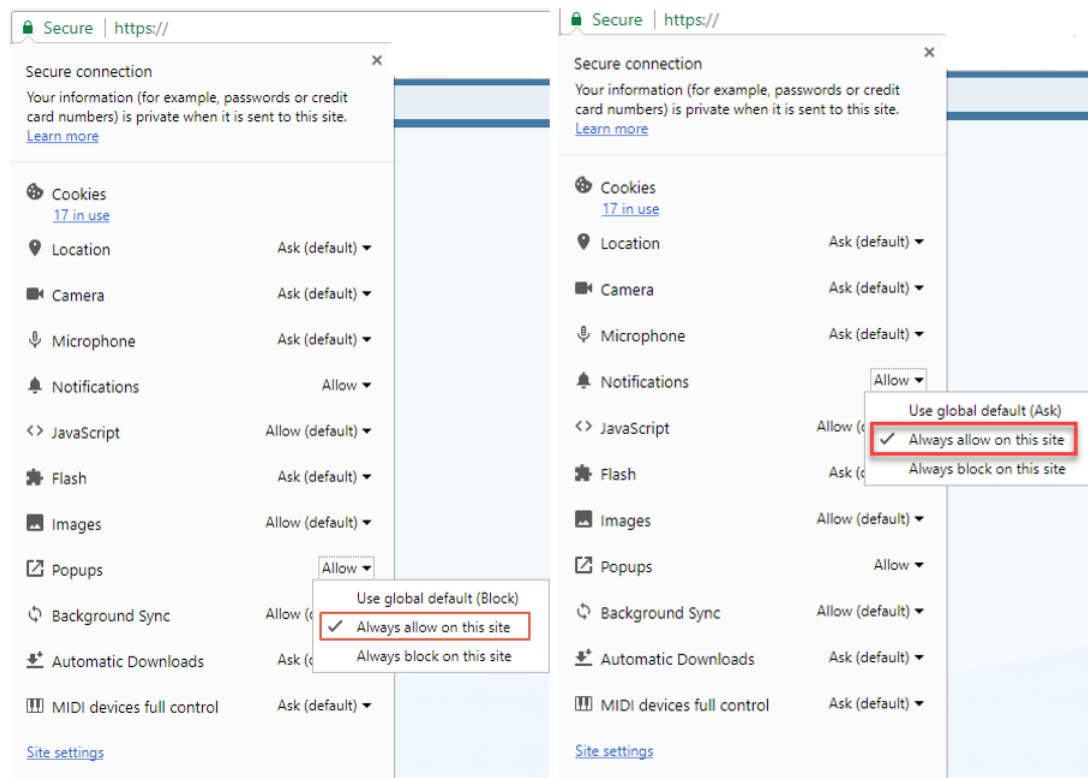 Secure | https://
Secure connection
Your information (for example, passwords or credit
card numbers) is private when it is sent to this site.
Learn more
Cookies
17 in use
Location Ask (default)
Camera Ask (default)
Microphone Ask (default)
Notifications Allow
JavaScript Allow (default)
Flash Ask (default)
Images Allow (default)
Popups Allow
Use global default (Block)
Background Sync Allow (
Always allow on this site
Automatic Downloads Ask (
Always block on this site
MIDI devices full control Ask (default)
Site settings
Secure | https://
Secure connection
Your information (for example, passwords or credit
card numbers) is private when it is sent to this site.
Learn more
Cookies
17 in use
Location Ask (default)
Camera Ask (default)
Microphone Ask (default)
Notifications Allow
Use global default (Ask)
JavaScript Allow (
Always allow on this site
Flash Ask (
Always block on this site
Images Allow (default)
Popups Allow
Background Sync Allow (default)
Automatic Downloads Ask (default)
MIDI devices full control Ask (default)
Site settings